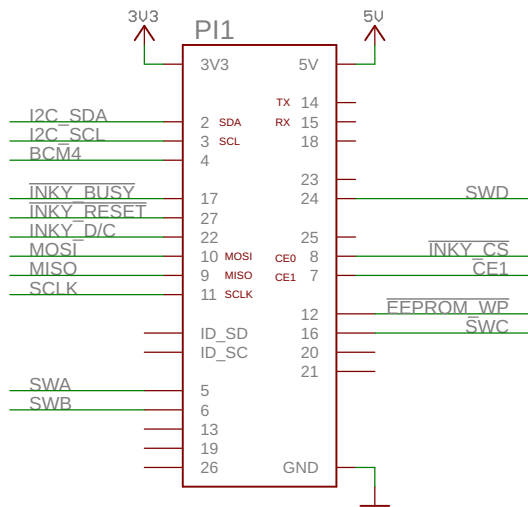 3V3
5V
PI1
3V3 5V
TX 14
I2C_SDA 2 SDA RX 15
I2C_SCL 3 SCL 18
BCM4 4
23
INKY_BUSY 17 24 SWD
INKY_RESET 27
INKY_D/C 22 25
MOSI 10 MOSI CE0 8 INKY_CS
MISO 9 MISO CE1 7 CE1
SCLK 11 SCLK
12 EEPROM_WP
ID_SD 16 SWC
ID_SC 20
21
SWA 5
SWB 6
13
19
26 GND